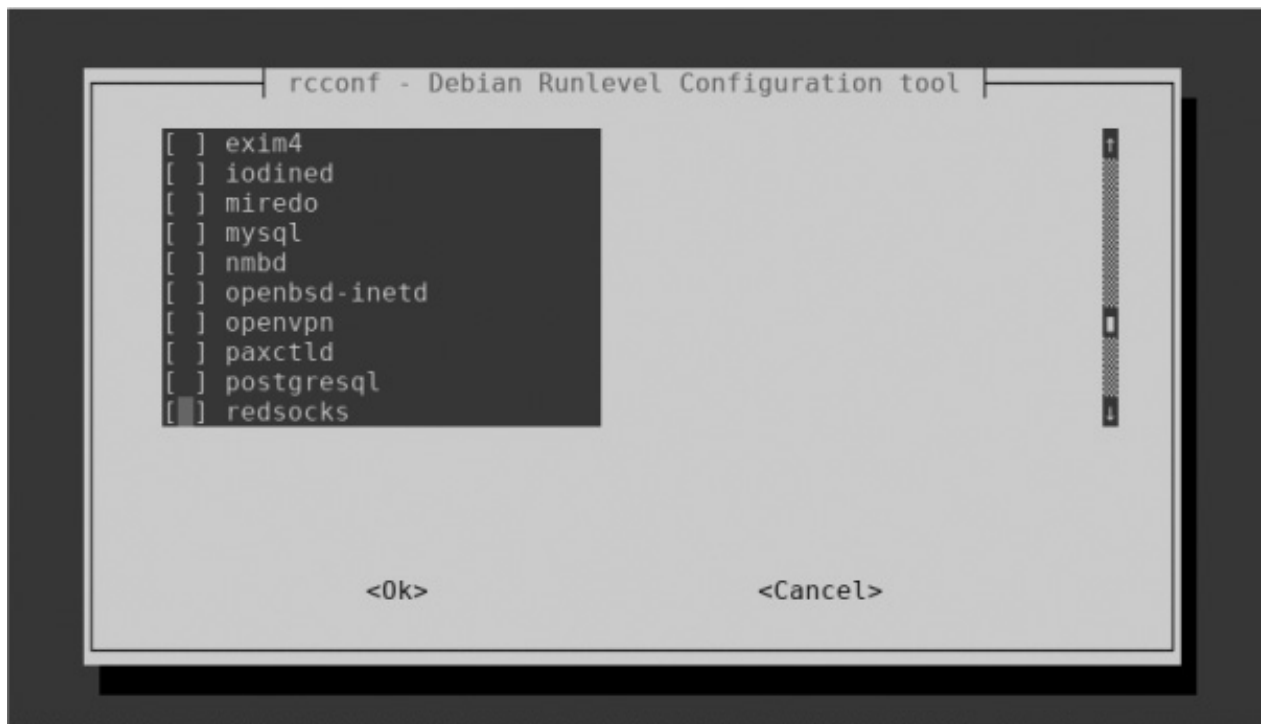 rcconf - Debian Runlevel Configuration tool
[ ] exim4
[ ] iodined
[ ] miredo
[ ] mysql
[ ] nmbd
[ ] openbsd-inetd
[ ] openvpn
[ ] paxctld
[ ] postgresql
[ ] redsocks
<Ok> <Cancel>